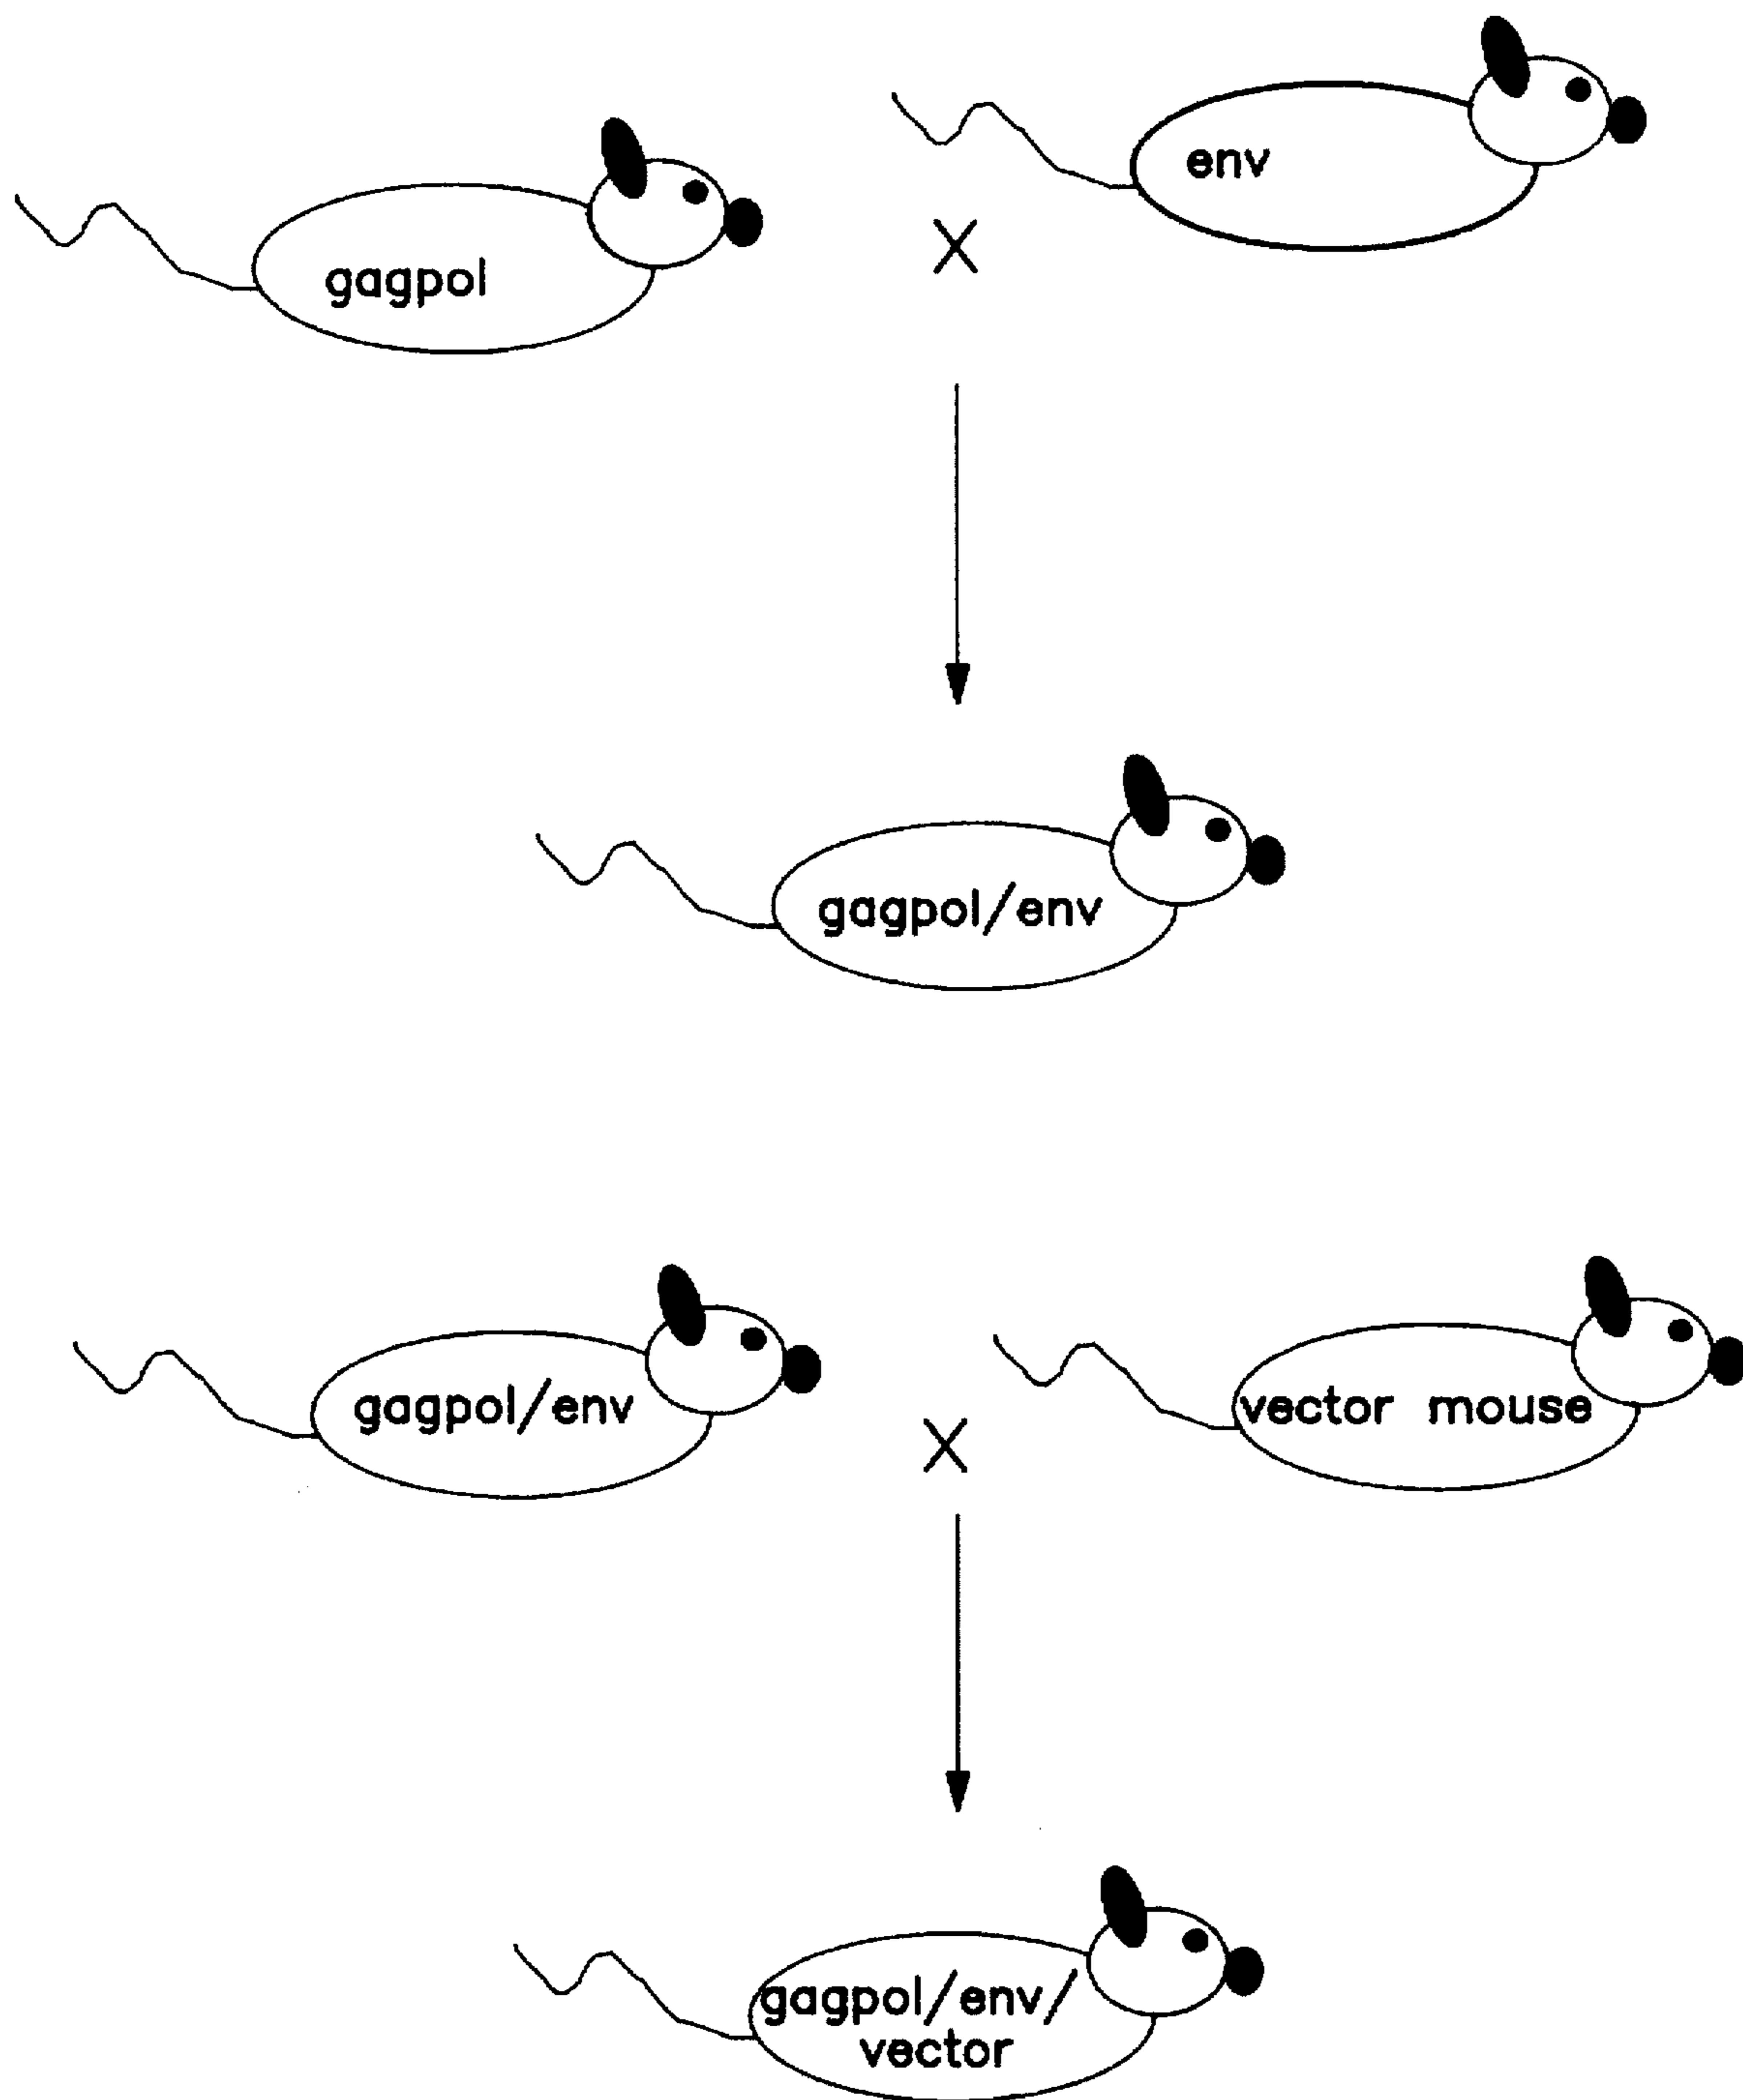 env
gagpol
X
gagpol/env
gagpol/env
vector mouse
X
gagpol/env/
vector